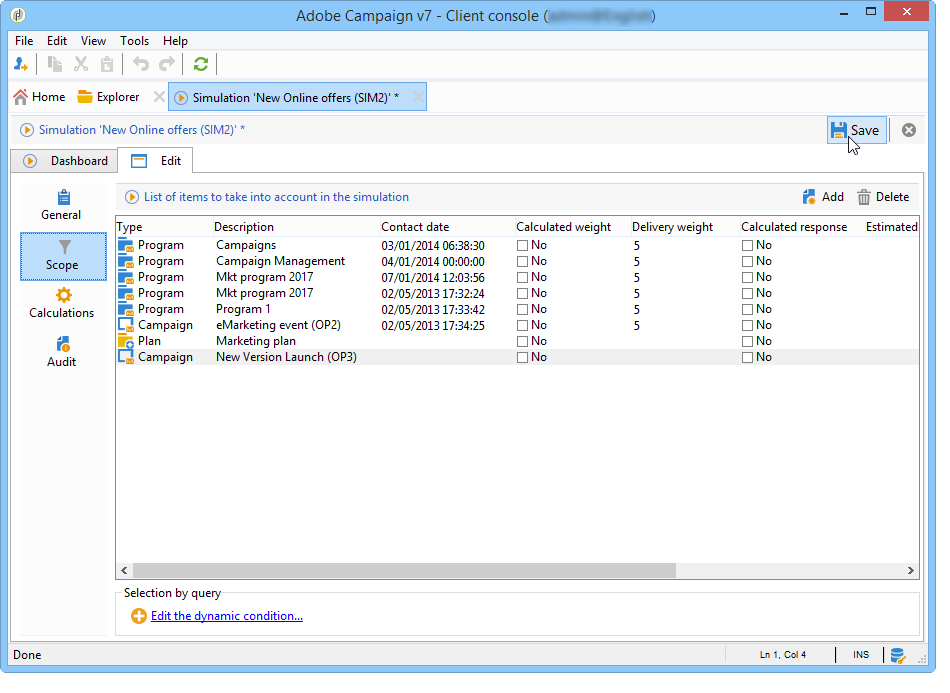 Adobe Campaign v7 - Client console (
File Edit View Tools Help
Home Explorer Simulation 'New Online offers (SIM2)' *
Simulation 'New Online offers (SIM2)' * Save
Dashboard Edit
General
Scope
Calculations
Audit
List of items to take into account in the simulation Add Delete
Type Description Contact date Calculated weight Delivery weight Calculated response Estimated
Program Campaigns 03/01/2014 06:38:30 No 5 No
Program Campaign Management 04/01/2014 00:00:00 No 5 No
Program Mkt program 2017 07/01/2014 12:03:56 No 5 No
Program Mkt program 2017 02/05/2013 17:32:24 No 5 No
Program Program 1 02/05/2013 17:33:42 No 5 No
Campaign eMarketing event (OP2) 02/05/2013 17:34:25 No 5 No
Plan Marketing plan No No
Campaign New Version Launch (OP3) No No
Selection by query
Edit the dynamic condition...
Done Ln 1, Col 4 INS